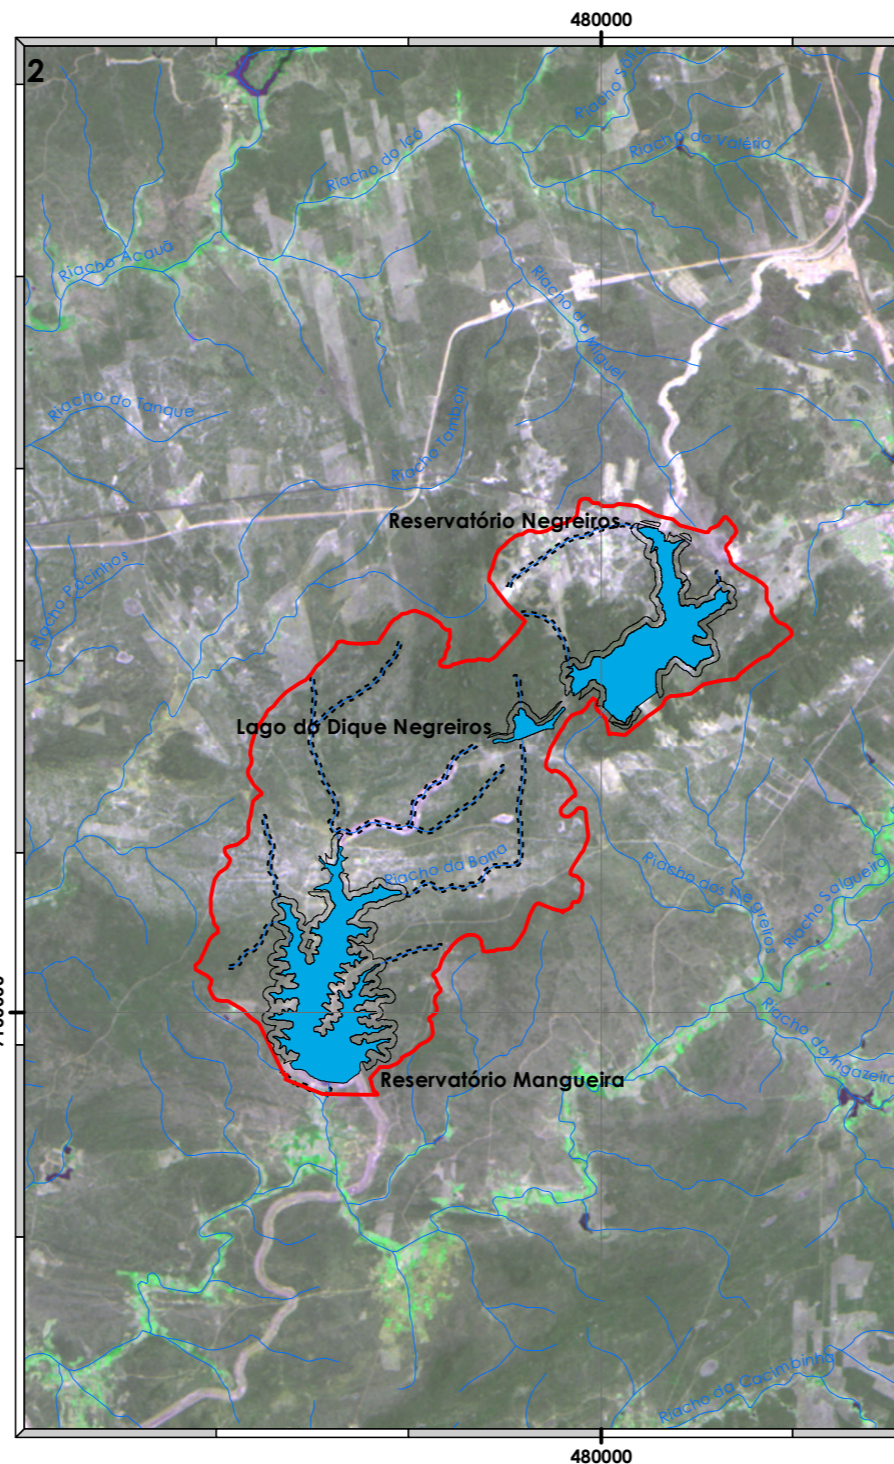 480000
2
Riacho do Icó
Riacho do Valério
Riacho Acauã
Riacho do Miguel
Riacho do Tanque
Riacho Tamboril
Reservatório Negreiros
Riacho Pocinhos
Lago do Dique Negreiros
Riacho da Barra
Riacho dos Negreiros
Riacho Salgueiro
Riacho da Ingazeira
Reservatório Mangueira
Riacho da Cacimbinha
480000